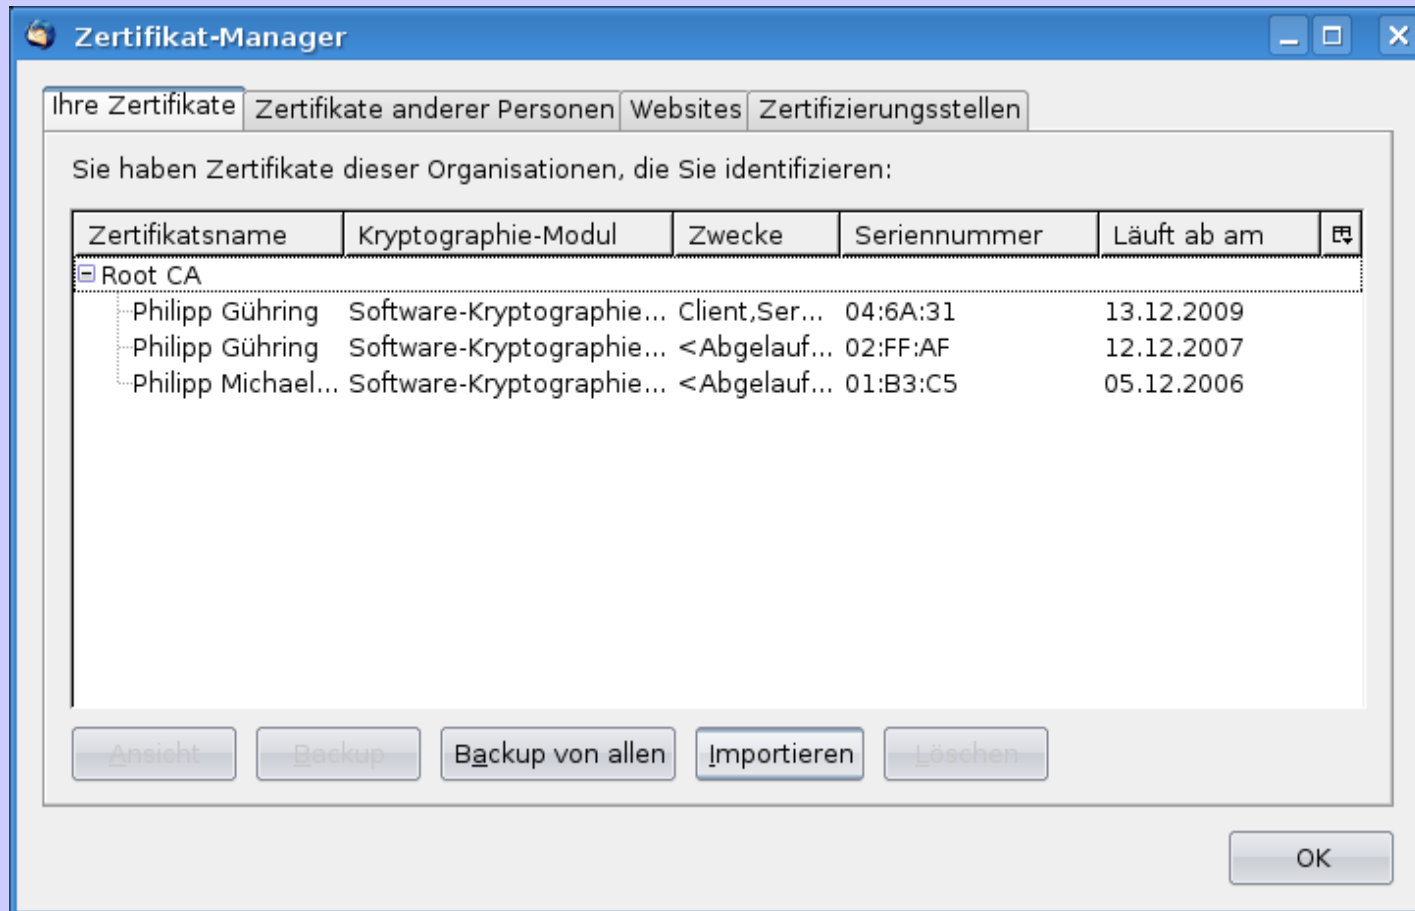 Zertifikat-Manager
Ihre Zertifikate Zertifikate anderer Personen Websites Zertifizierungsstellen
Sie haben Zertifikate dieser Organisationen, die Sie identifizieren:
Zertifikatsname Kryptographie-Modul Zwecke Seriennummer Läuft ab am
Root CA
Philipp Gühring Software-Kryptographie... Client,Ser... 04:6A:31 13.12.2009
Philipp Gühring Software-Kryptographie... <Abgelauf... 02:FF:AF 12.12.2007
Philipp Michael... Software-Kryptographie... <Abgelauf... 01:B3:C5 05.12.2006
Ansicht Backup Backup von allen Importieren Löschen
OK